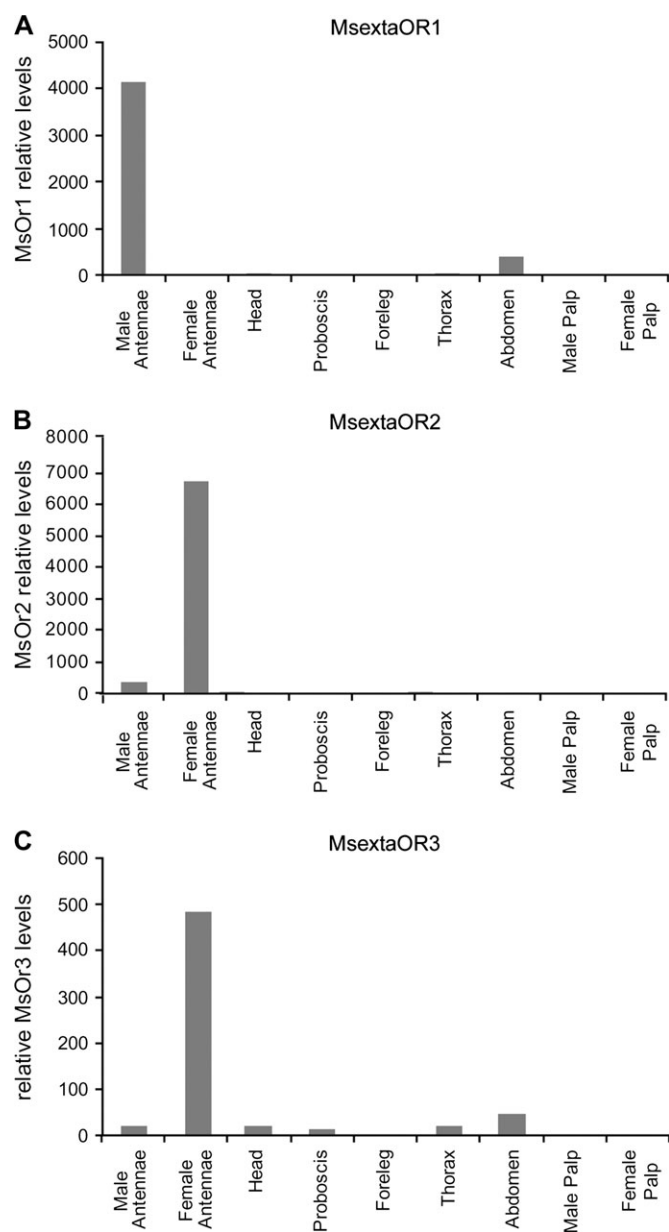 A
MsextaOR1
MsOr1 relative levels
5000
4000
3000
2000
1000
0
Male
Antennae
Female
Antennae
Head
Proboscis
Foreleg
Thorax
Abdomen
Male Palp
Female
Palp
B
MsextaOR2
MsOr2 relative levels
8000
7000
6000
5000
4000
3000
2000
1000
0
Male
Antennae
Female
Antennae
Head
Proboscis
Foreleg
Thorax
Abdomen
Male Palp
Female
Palp
C
MsextaOR3
relative MsOr3 levels
600
500
400
300
200
100
0
Male
Antennae
Female
Antennae
Head
Proboscis
Foreleg
Thorax
Abdomen
Male Palp
Female
Palp